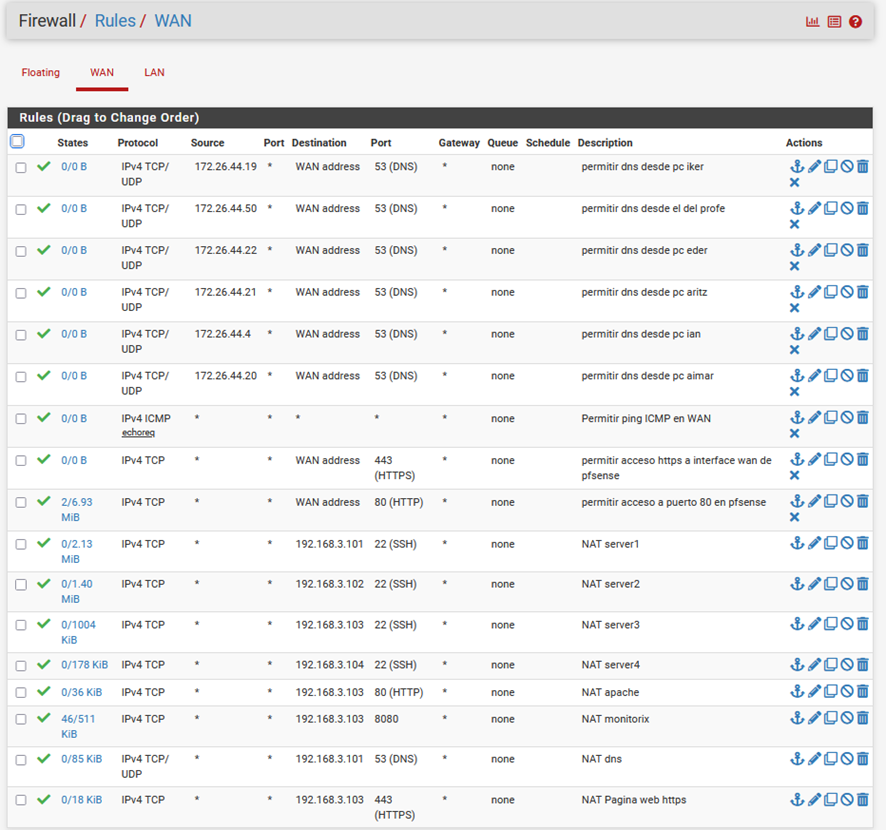 Firewall / Rules / WAN
Floating WAN LAN
Rules (Drag to Change Order)
States Protocol Source Port Destination Port Gateway Queue Schedule Description Actions
0/0 B IPv4 TCP/ 172.26.44.19 * WAN address 53 (DNS) * none permitir dns desde pc iker
UDP
0/0 B IPv4 TCP/ 172.26.44.50 * WAN address 53 (DNS) * none permitir dns desde el del profe
UDP
0/0 B IPv4 TCP/ 172.26.44.22 * WAN address 53 (DNS) * none permitir dns desde pc eder
UDP
0/0 B IPv4 TCP/ 172.26.44.21 * WAN address 53 (DNS) * none permitir dns desde pc aritz
UDP
0/0 B IPv4 TCP/ 172.26.44.4 * WAN address 53 (DNS) * none permitir dns desde pc ian
UDP
0/0 B IPv4 TCP/ 172.26.44.20 * WAN address 53 (DNS) * none permitir dns desde pc aimar
UDP
0/0 B IPv4 ICMP * * * * * none Permitir ping ICMP en WAN
echoreq
0/0 B IPv4 TCP * * WAN address 443 * none permitir acceso https a interface wan de
(HTTPS) pfsense
2/6.93 IPv4 TCP * * WAN address 80 (HTTP) * none permitir acceso a puerto 80 en pfsense
MiB
0/2.13 IPv4 TCP * * 192.168.3.101 22 (SSH) * none NAT server1
MiB
0/1.40 IPv4 TCP * * 192.168.3.102 22 (SSH) * none NAT server2
MiB
0/1004 IPv4 TCP * * 192.168.3.103 22 (SSH) * none NAT server3
KiB
0/178 KiB IPv4 TCP * * 192.168.3.104 22 (SSH) * none NAT server4
0/36 KiB IPv4 TCP * * 192.168.3.103 80 (HTTP) * none NAT apache
46/511 IPv4 TCP * * 192.168.3.103 8080 * none NAT monitorix
KiB
0/85 KiB IPv4 TCP/ * * 192.168.3.101 53 (DNS) * none NAT dns
UDP
0/18 KiB IPv4 TCP * * 192.168.3.103 443 * none NAT Pagina web https
(HTTPS)